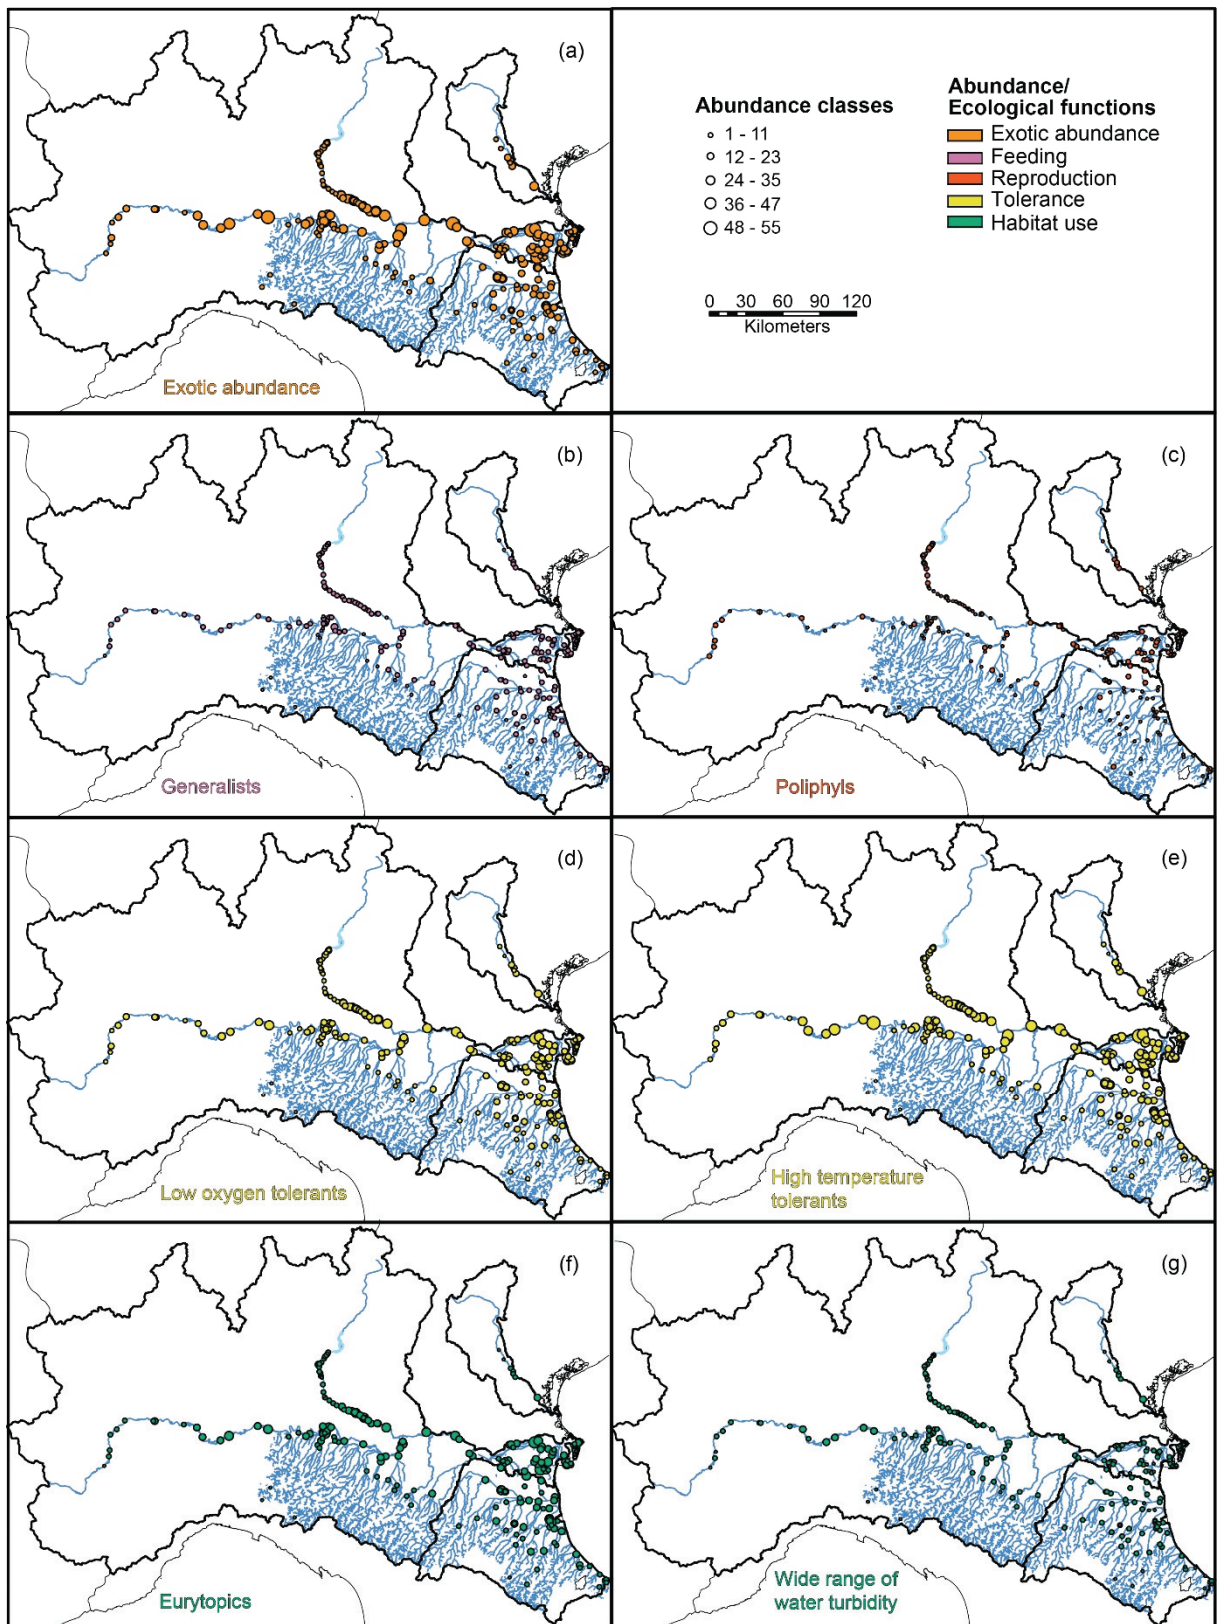 (a)
Exotic abundance
Abundance classes
1 - 11
12 - 23
24 - 35
36 - 47
48 - 55
Abundance/
Ecological functions
Exotic abundance
Feeding
Reproduction
Tolerance
Habitat use
0 30 60 90 120
Kilometers
(b)
Generalists
(c)
Poliphyls
(d)
Low oxygen tolerants
(e)
High temperature
tolerants
(f)
Eurytopics
(g)
Wide range of
water turbidity